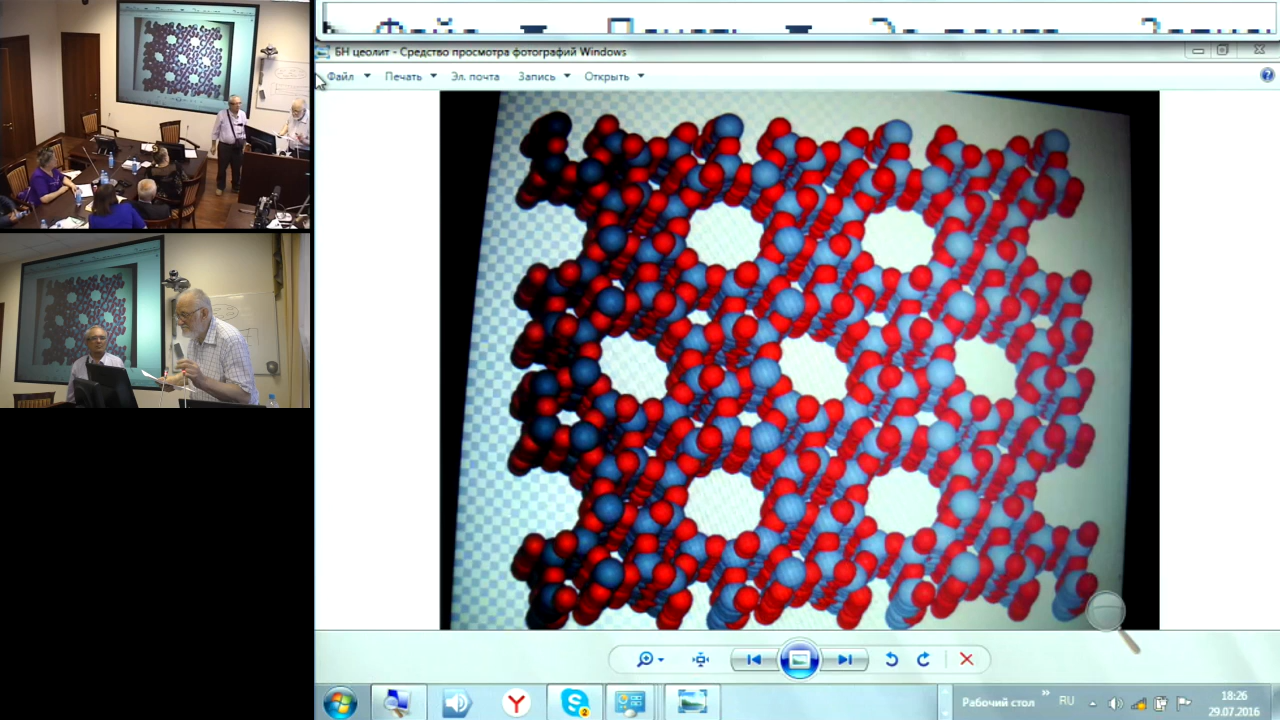 БН цеолит - Средство просмотра фотографий Windows
Файл Печать Эл. почта Запись Открыть
Рабочий стол
»
RU
18:26
29.07.2016
2